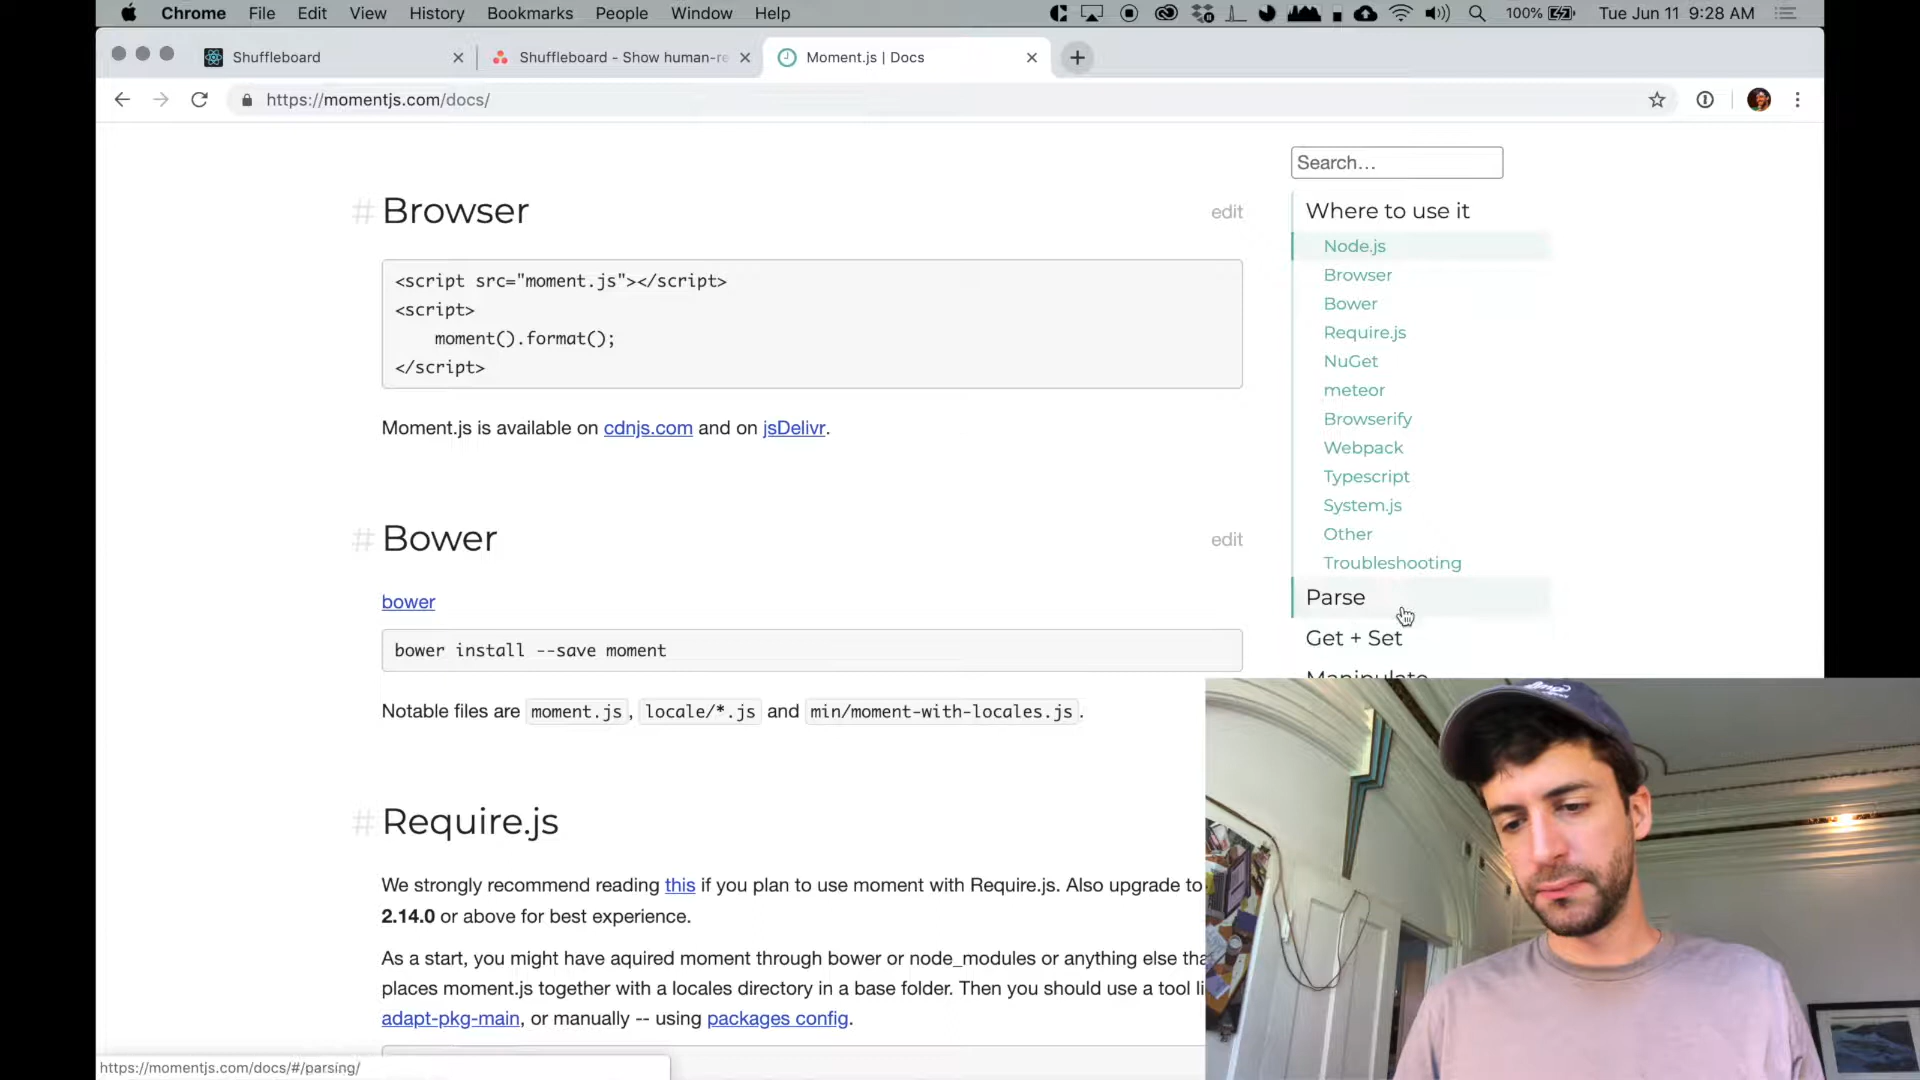 Chrome File Edit View History Bookmarks People Window Help 100% Tue Jun 11 9:28 AM
Shuffleboard
Shuffleboard - Show human-re
Moment.js | Docs
https://momentjs.com/docs/
Search…
# Browser
edit
<script src="moment.js"></script>
<script>
moment().format();
</script>
Moment.js is available on cdnjs.com and on jsDelivr.
# Bower
edit
bower
bower install --save moment
Notable files are moment.js, locale/*.js and min/moment-with-locales.js.
# Require.js
We strongly recommend reading this if you plan to use moment with Require.js. Also upgrade to
2.14.0 or above for best experience.
As a start, you might have aquired moment through bower or node_modules or anything else tha
places moment.js together with a locales directory in a base folder. Then you should use a tool li
adapt-pkg-main, or manually -- using packages config.
Where to use it
Node.js
Browser
Bower
Require.js
NuGet
meteor
Browserify
Webpack
Typescript
System.js
Other
Troubleshooting
Parse
Get + Set
Manipulate
https://momentjs.com/docs/#/parsing/